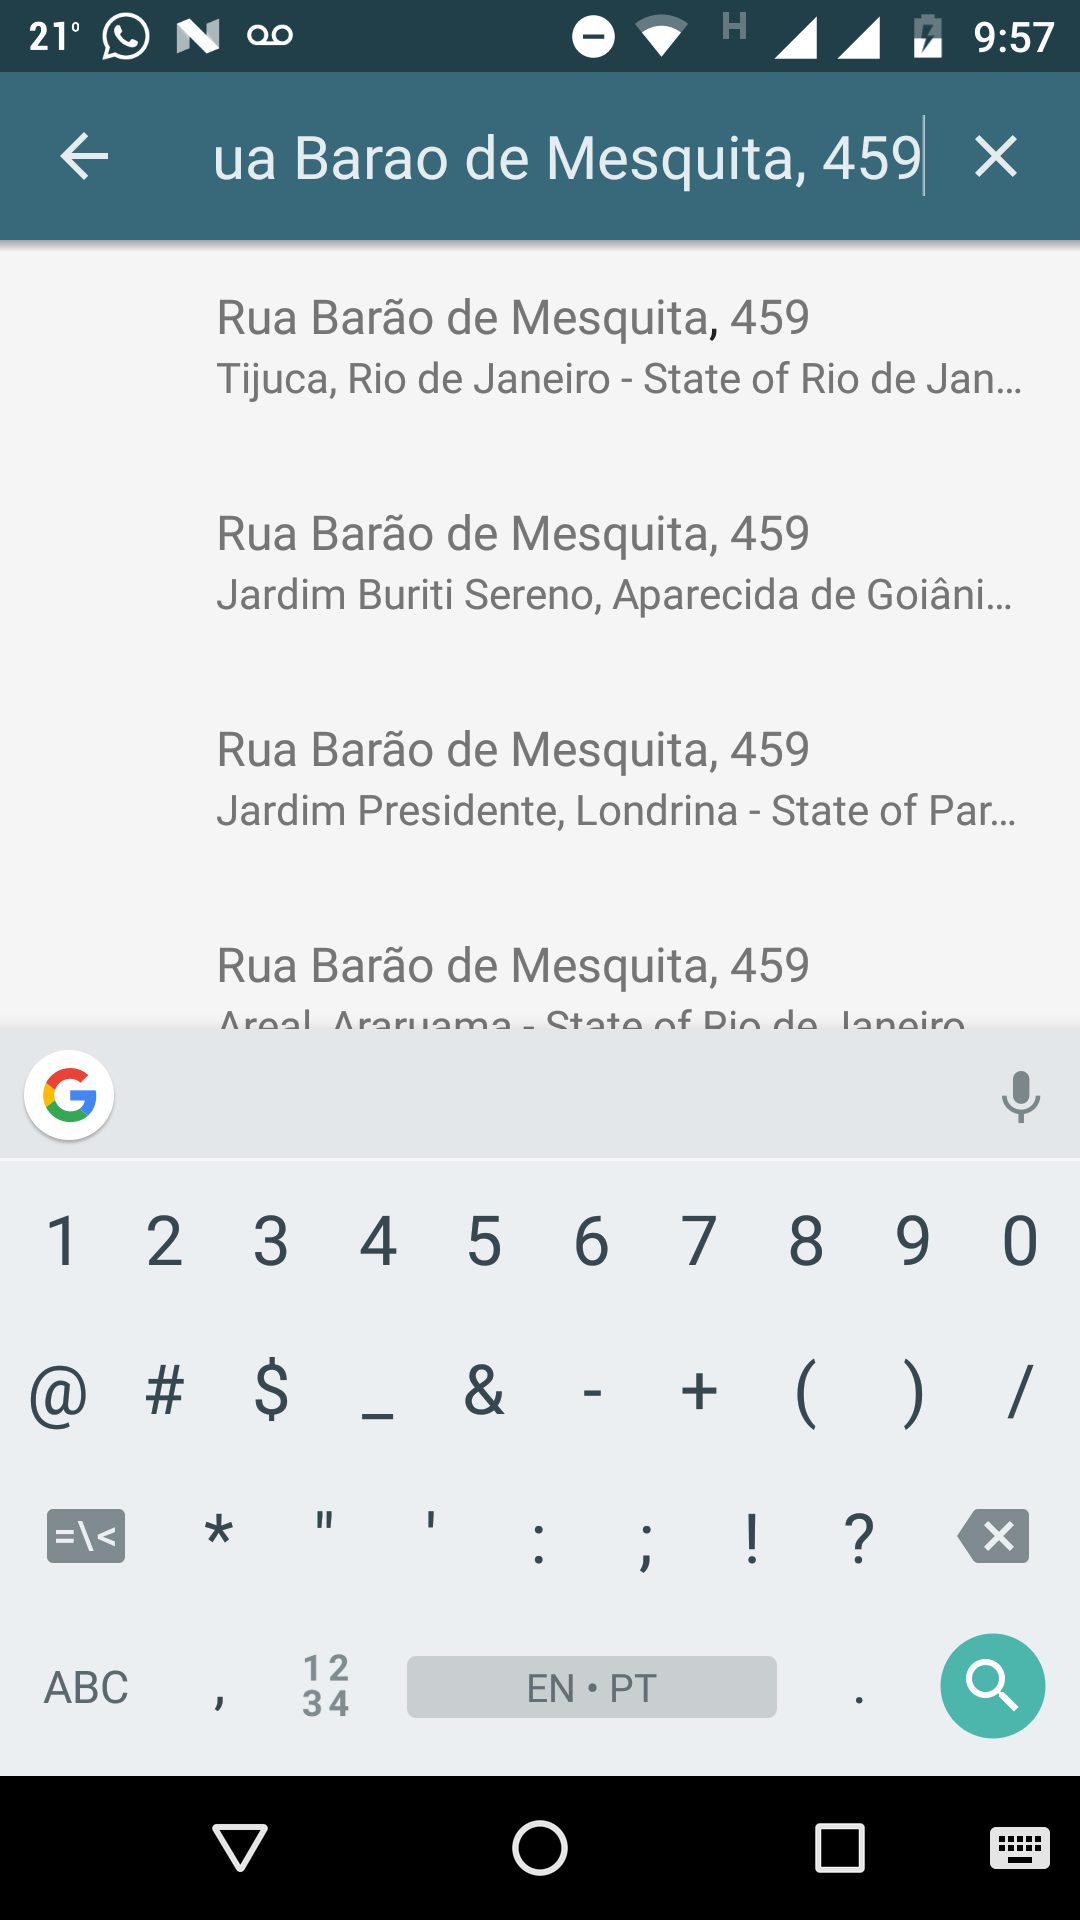 21°
H
9:57
ua Barao de Mesquita, 459
Rua Barão de Mesquita, 459
Tijuca, Rio de Janeiro - State of Rio de Jan...
Rua Barão de Mesquita, 459
Jardim Buriti Sereno, Aparecida de Goiâni...
Rua Barão de Mesquita, 459
Jardim Presidente, Londrina - State of Par...
Rua Barão de Mesquita, 459
Areal, Araruama - State of Rio de Janeiro
1 2 3 4 5 6 7 8 9 0
@ # $ _ & - + ( ) /
=\< * " ' : ; ! ?
ABC , 12 34 EN • PT .